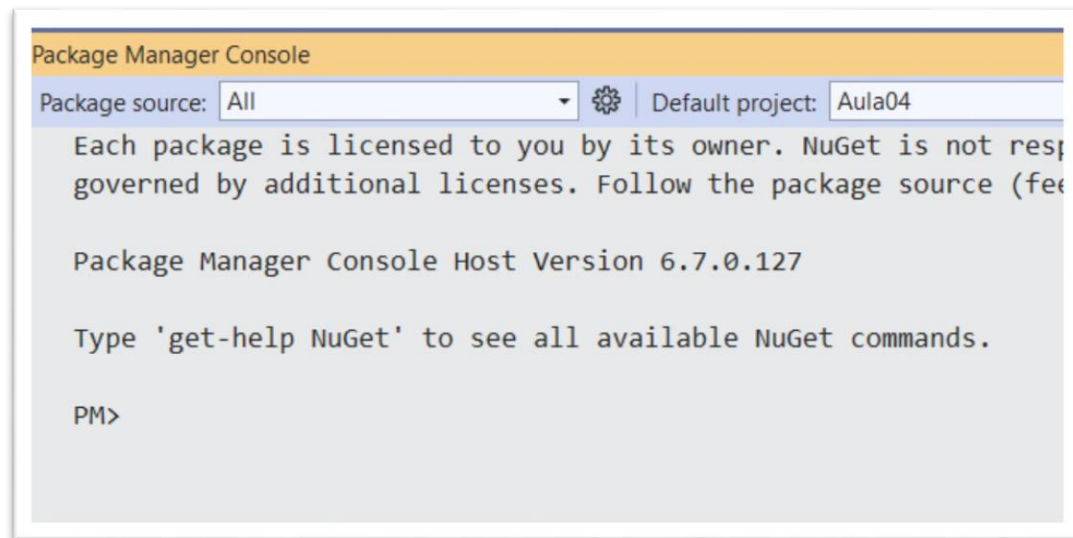 Package Manager Console
Package source: All Default project: Aula04
Each package is licensed to you by its owner. NuGet is not
governed by additional licenses. Follow the package source
Package Manager Console Host Version 6.7.0.127
Type 'get-help NuGet' to see all available NuGet commands.
PM>